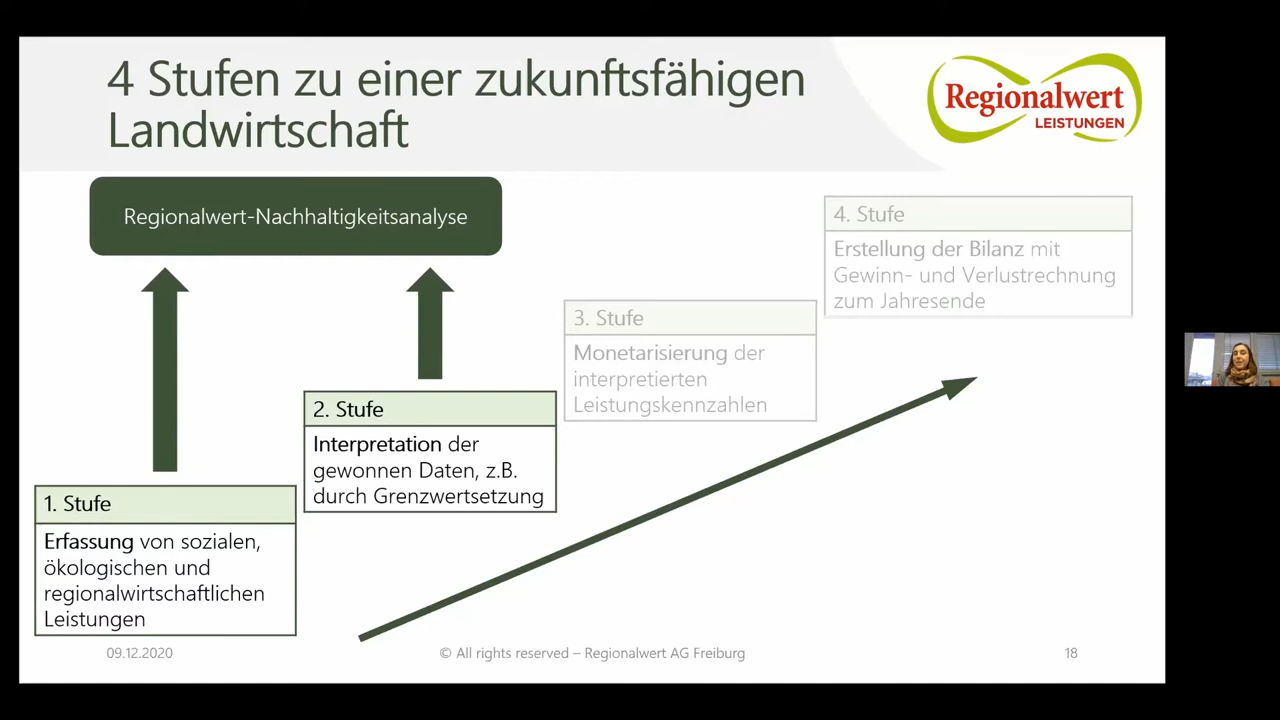 4 Stufen zu einer zukunftsfähigen
Landwirtschaft
Regionalwert
LEISTUNGEN
Regionalwert-Nachhaltigkeitsanalyse
4. Stufe
Erstellung der Bilanz mit
Gewinn- und Verlustrechnung
zum Jahresende
3. Stufe
Monetarisierung der
interpretierten
Leistungskennzahlen
2. Stufe
Interpretation der
gewonnen Daten, z.B.
durch Grenzwertsetzung
1. Stufe
Erfassung von sozialen,
ökologischen und
regionalwirtschaftlichen
Leistungen
09.12.2020
© All rights reserved – Regionalwert AG Freiburg
18